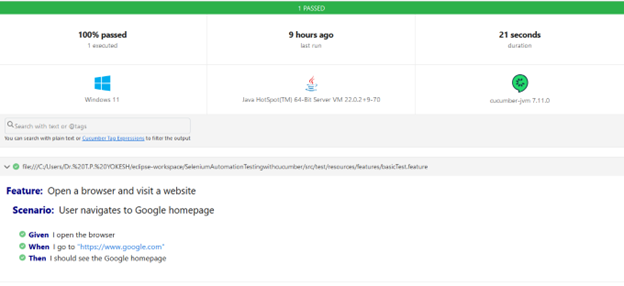 1 PASSED
100% passed
1 executed
9 hours ago
last run
21 seconds
duration
Windows 11
Java HotSpot(TM) 64-Bit Server VM 22.0.2+9-70
cucumber-jvm 7.11.0
Search with text or @tags
You can search with plain text or Cucumber Tag Expressions to filter the output
file:///C:/Users/Dr.%20T.P.%20YOKESH/eclipse-workspace/SeleniumAutomationTestingwithcucumber/src/test/resources/features/basicTest.feature
Feature: Open a browser and visit a website
Scenario: User navigates to Google homepage
Given I open the browser
When I go to "https://www.google.com"
Then I should see the Google homepage